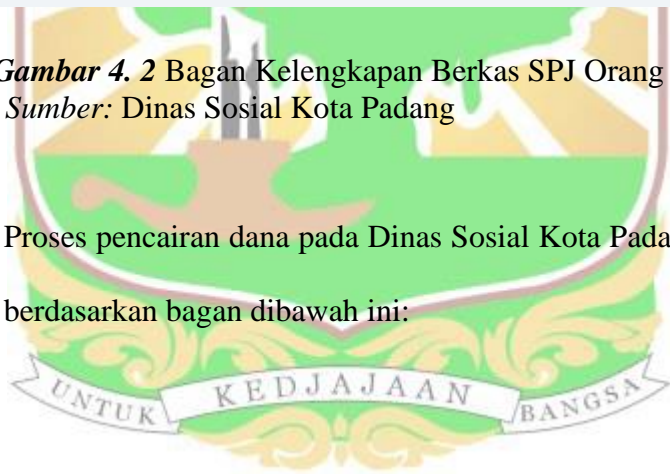 Gambar 4. 2 Bagan Kelengkapan Berkas SPJ Orang
Sumber: Dinas Sosial Kota Padang
Proses pencairan dana pada Dinas Sosial Kota Pada
berdasarkan bagan dibawah ini:
UNTUK KEDJAJAAN BANGSA